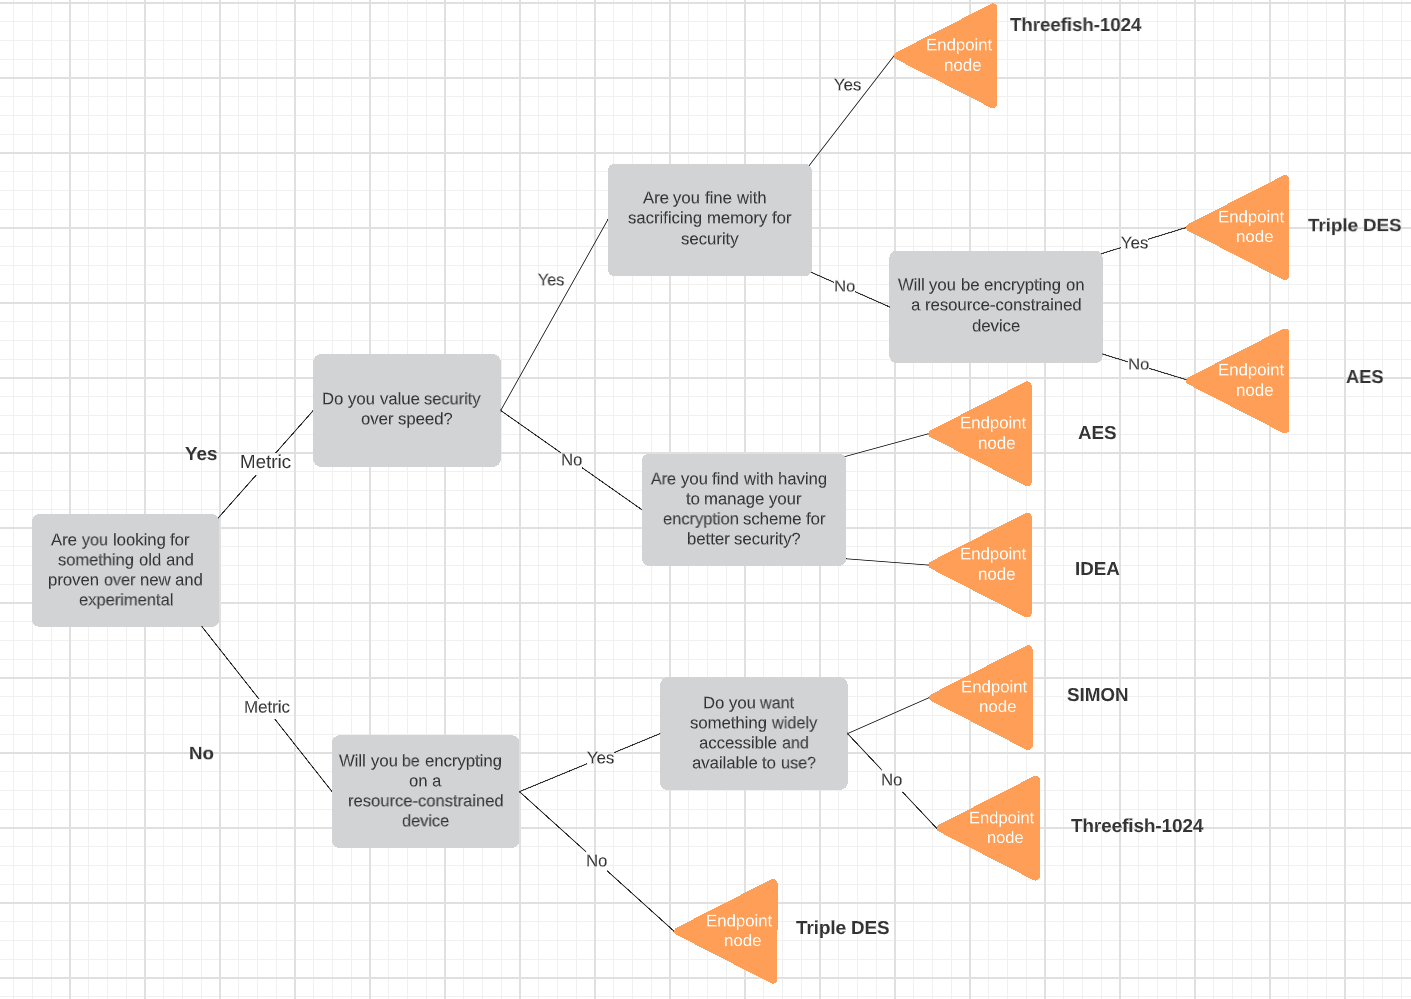 Threefish-1024
Endpoint
node
Yes
Are you fine with
sacrificing memory for
security
Endpoint
node
Triple DES
Yes
Will you be encrypting on
a resource-constrained
device
No
Yes
No
Endpoint
node
AES
Do you value security
over speed?
Endpoint
node
AES
Yes
Metric
No
Are you find with having
to manage your
encryption scheme for
better security?
Are you looking for
something old and
proven over new and
experimental
Endpoint
node
IDEA
Metric
No
Do you want
something widely
accessible and
available to use?
Endpoint
node
SIMON
Will you be encrypting
on a
resource-constrained
device
Yes
No
Endpoint
node
Threefish-1024
No
Endpoint
node
Triple DES